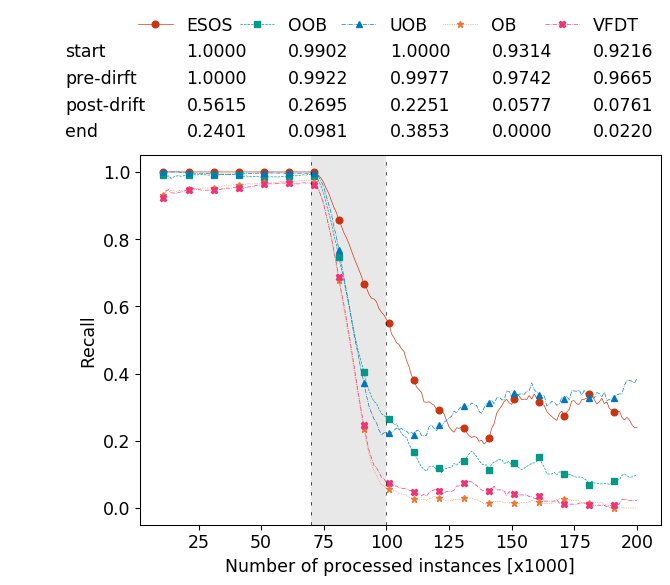 ESOS OOB UOB OB VFDT
start 1.0000 0.9902 1.0000 0.9314 0.9216
pre-dirft 1.0000 0.9922 0.9977 0.9742 0.9665
post-drift 0.5615 0.2695 0.2251 0.0577 0.0761
end 0.2401 0.0981 0.3853 0.0000 0.0220
1.0
0.8
0.6
0.4
0.2
0.0
Recall
25 50 75 100 125 150 175 200
Number of processed instances [x1000]